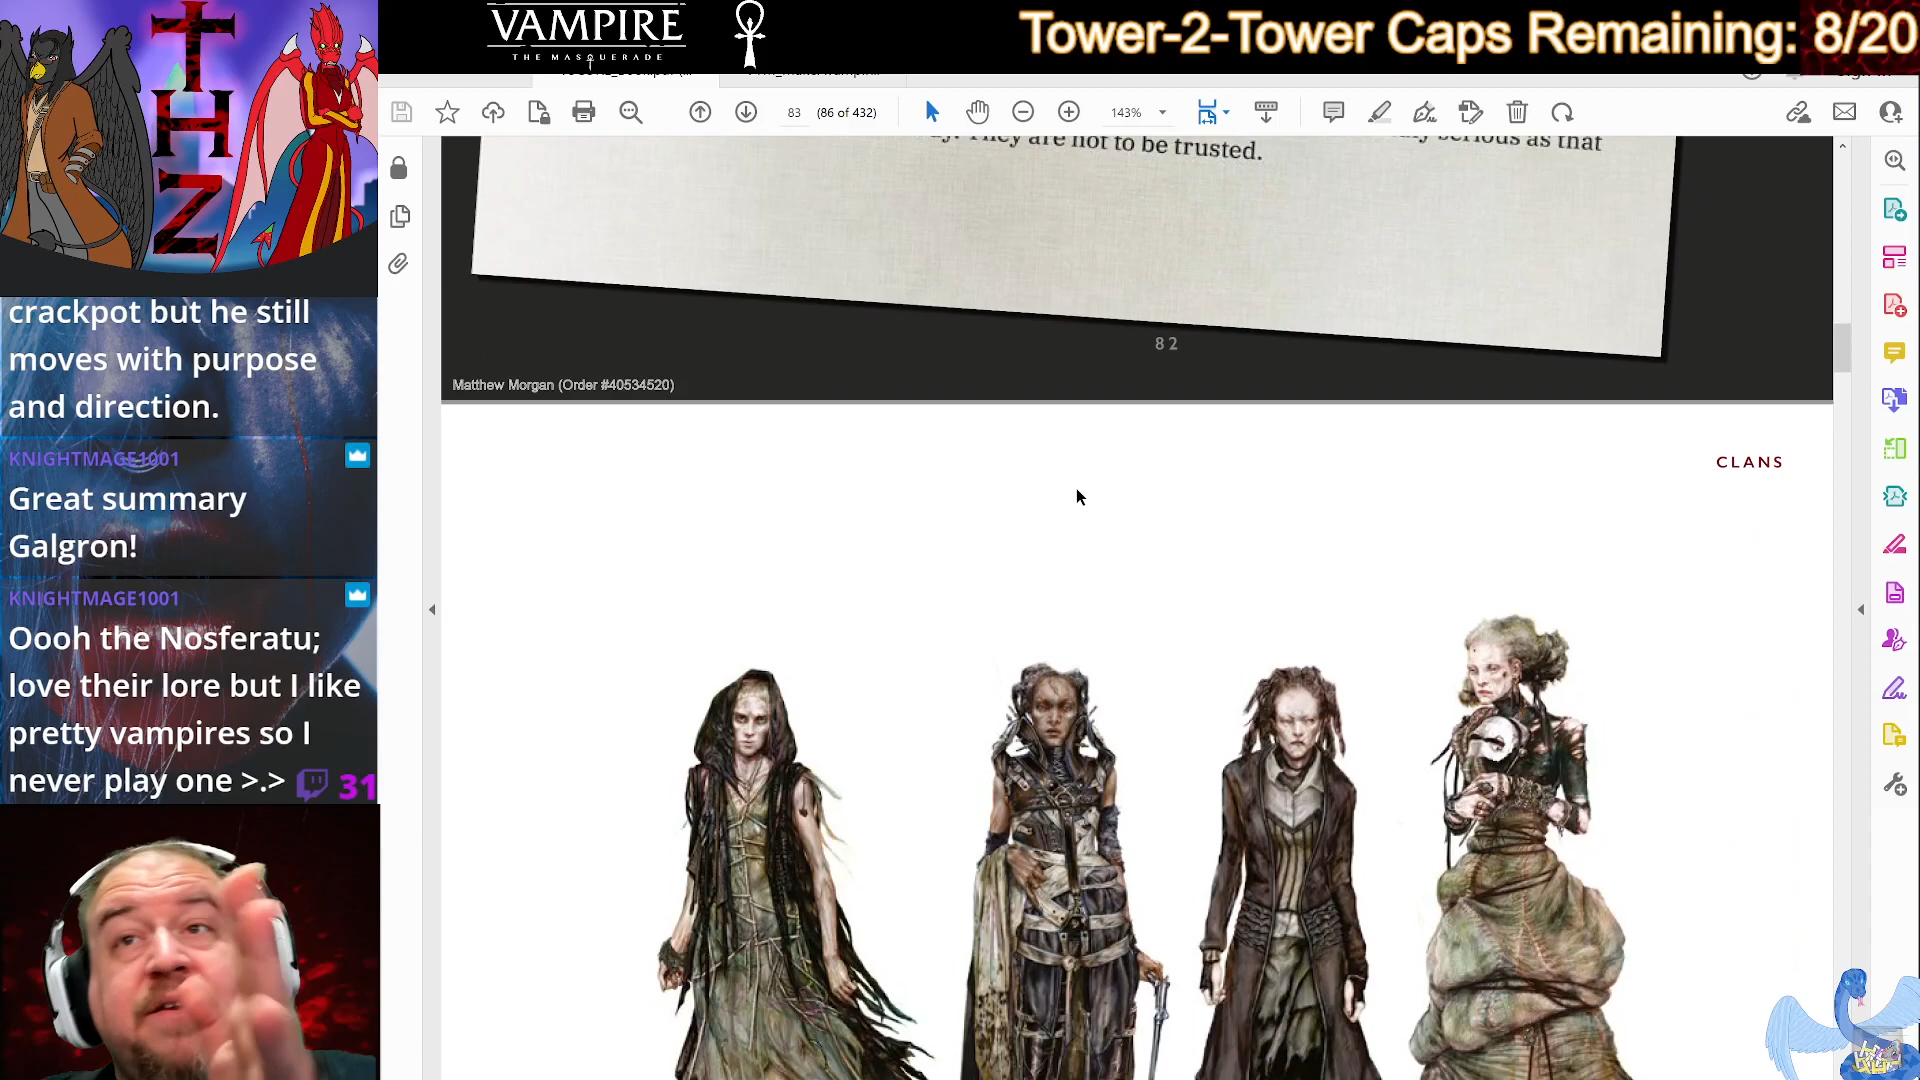 THZ
VAMPIRE
THE MASQUERADE
Tower-2-Tower Caps Remaining: 8/20
83 (86 of 432)
143%
They are not to be trusted.
serious as that
82
Matthew Morgan (Order #40534520)
CLANS
crackpot but he still
moves with purpose
and direction.
KNIGHTMAGE1001
Great summary
Galgron!
KNIGHTMAGE1001
Oooh the Nosferatu;
love their lore but I like
pretty vampires so I
never play one >.>
31